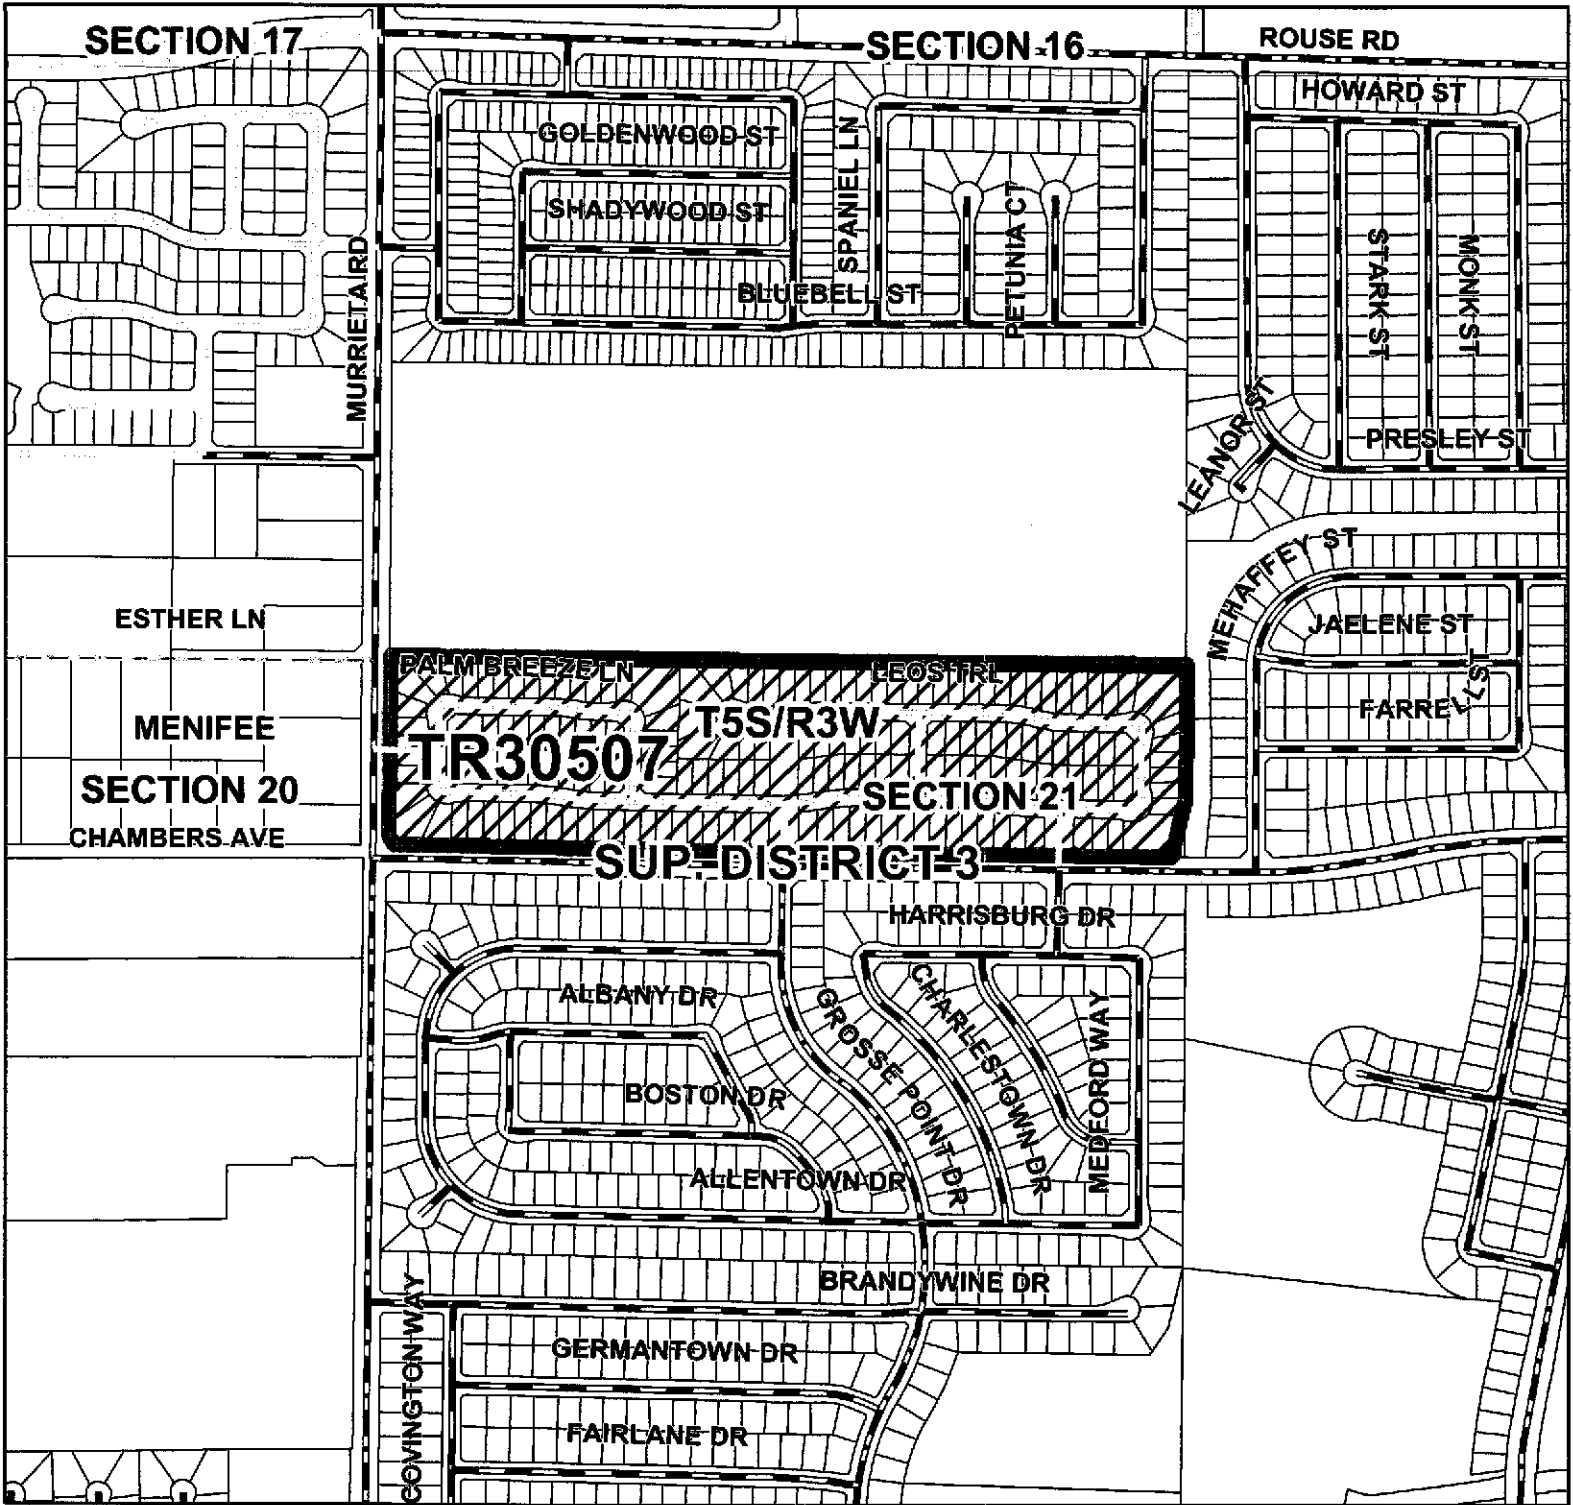 SECTION 17
SECTION 16
ROUSE RD
HOWARD ST
GOLDENWOOD ST
SPANIEL LN
SHADYWOOD ST
PETUNIA CT
STARK ST
MONK ST
MURRIETA RD
BLUEBELL ST
LEANOR ST
PRESLEY ST
MEHAFFEY ST
ESTHER LN
JAELENE ST
PALM BREEZE LN
LEOS TRL
FARRELL ST
MENIFEE
T5S/R3W
TR30507
SECTION 20
SECTION 21
CHAMBERS AVE
SUP. DISTRICT 3
HARRISBURG DR
ALBANY DR
GROSSE POINT DR
CHARLESTOWN DR
MEDFORD WAY
BOSTON DR
ALLENTOWN DR
BRANDYWINE DR
COVINGTON WAY
GERMANTOWN DR
FAIRLANE DR